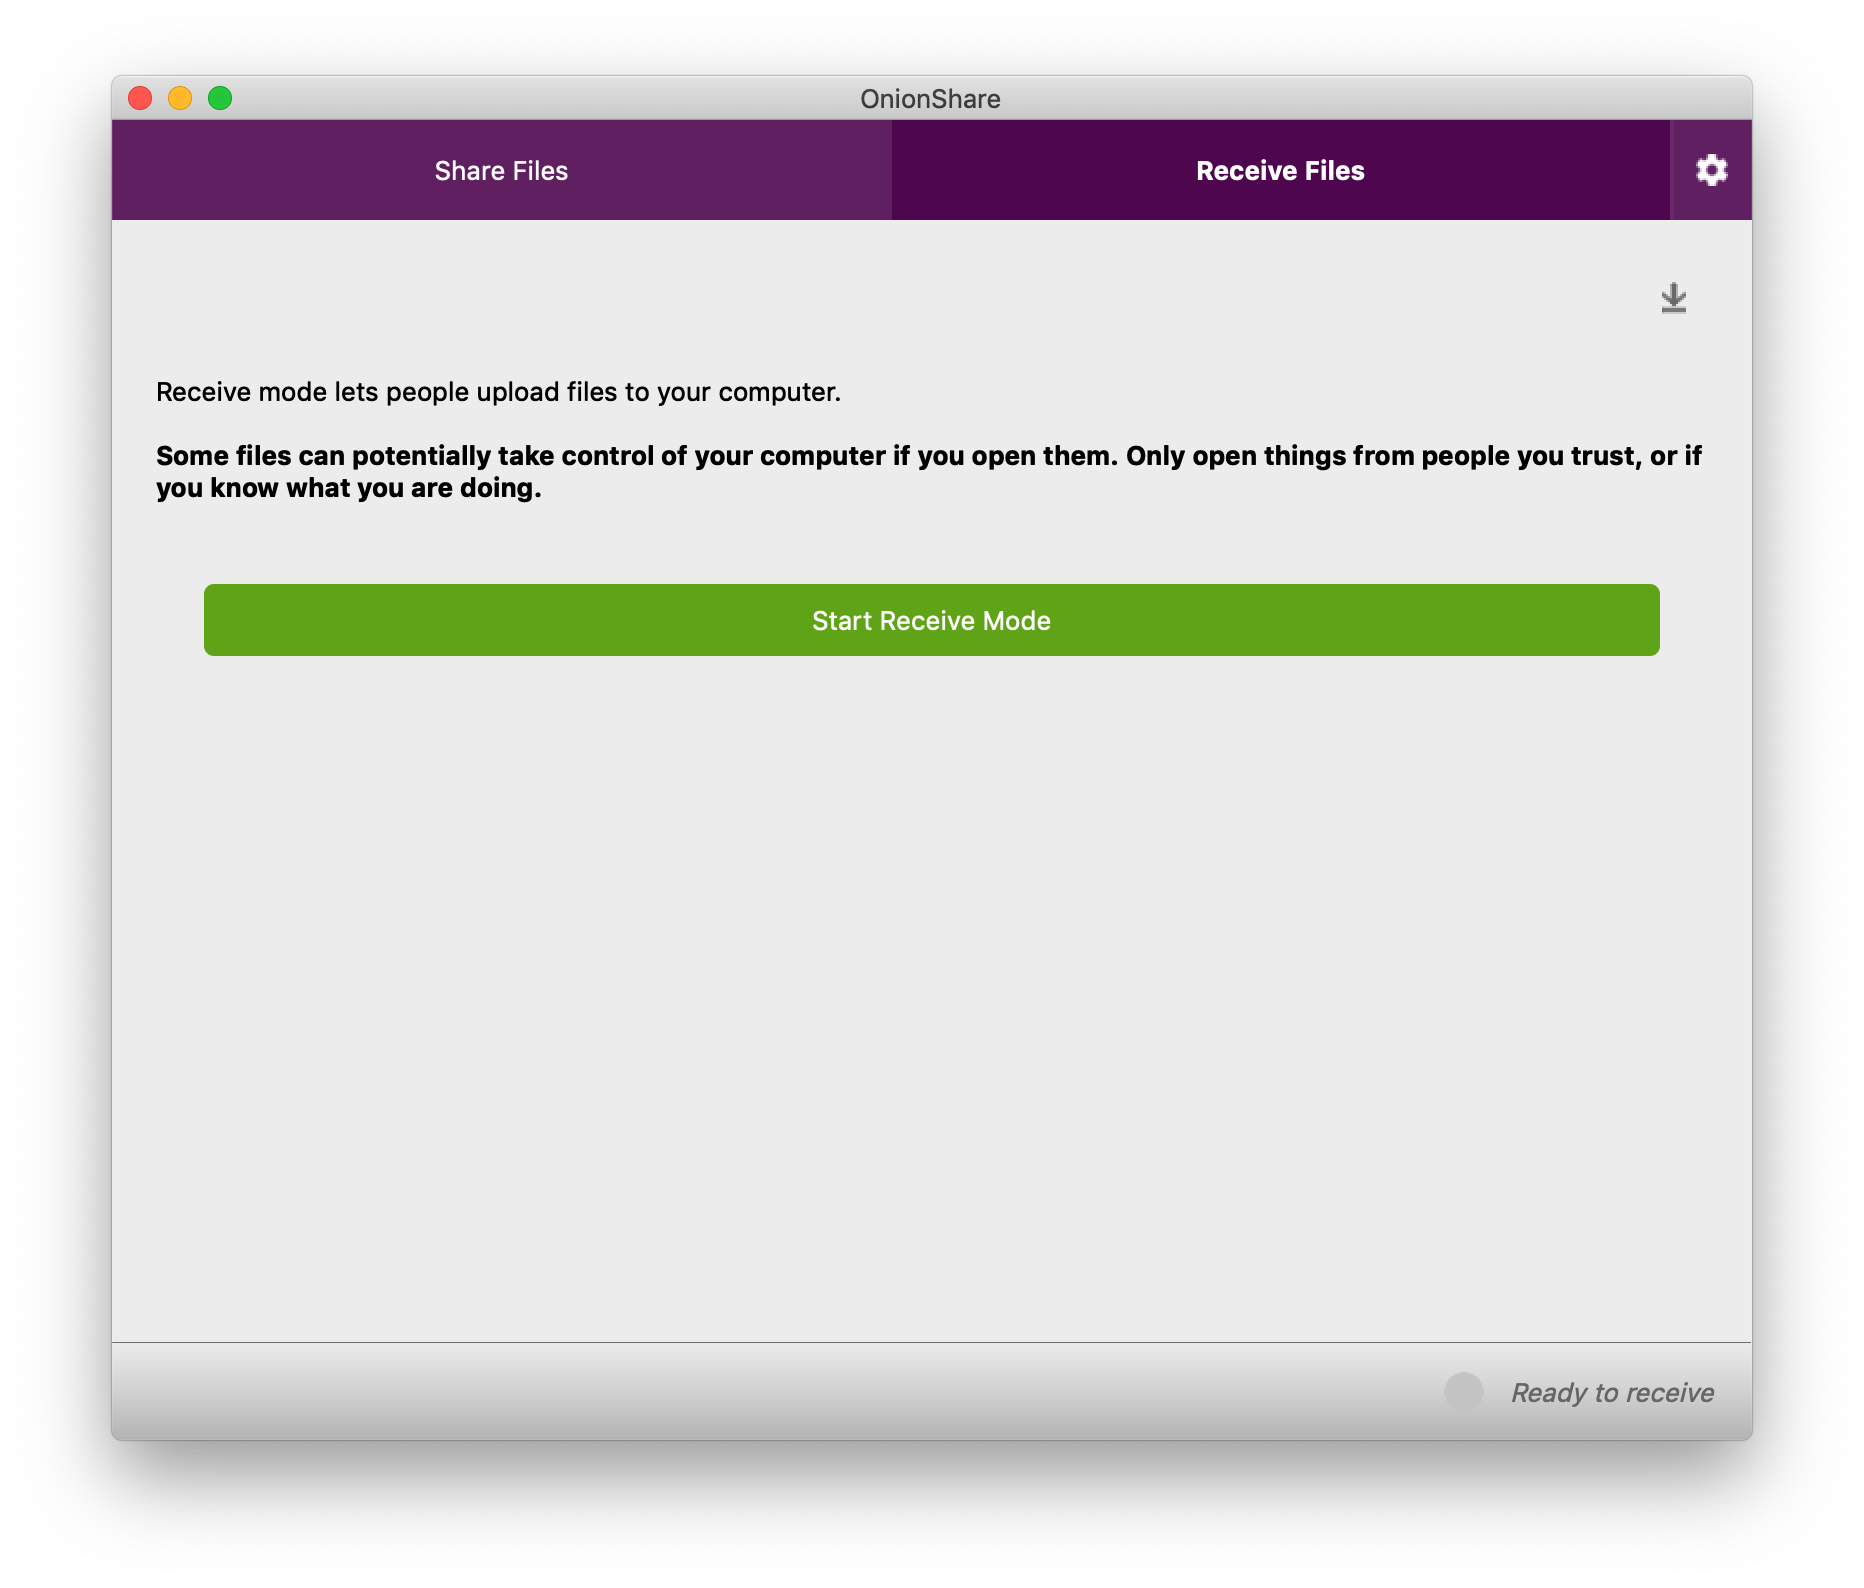 OnionShare
Share Files
Receive Files
Receive mode lets people upload files to your computer.
Some files can potentially take control of your computer if you open them. Only open things from people you trust, or if
you know what you are doing.
Start Receive Mode
Ready to receive